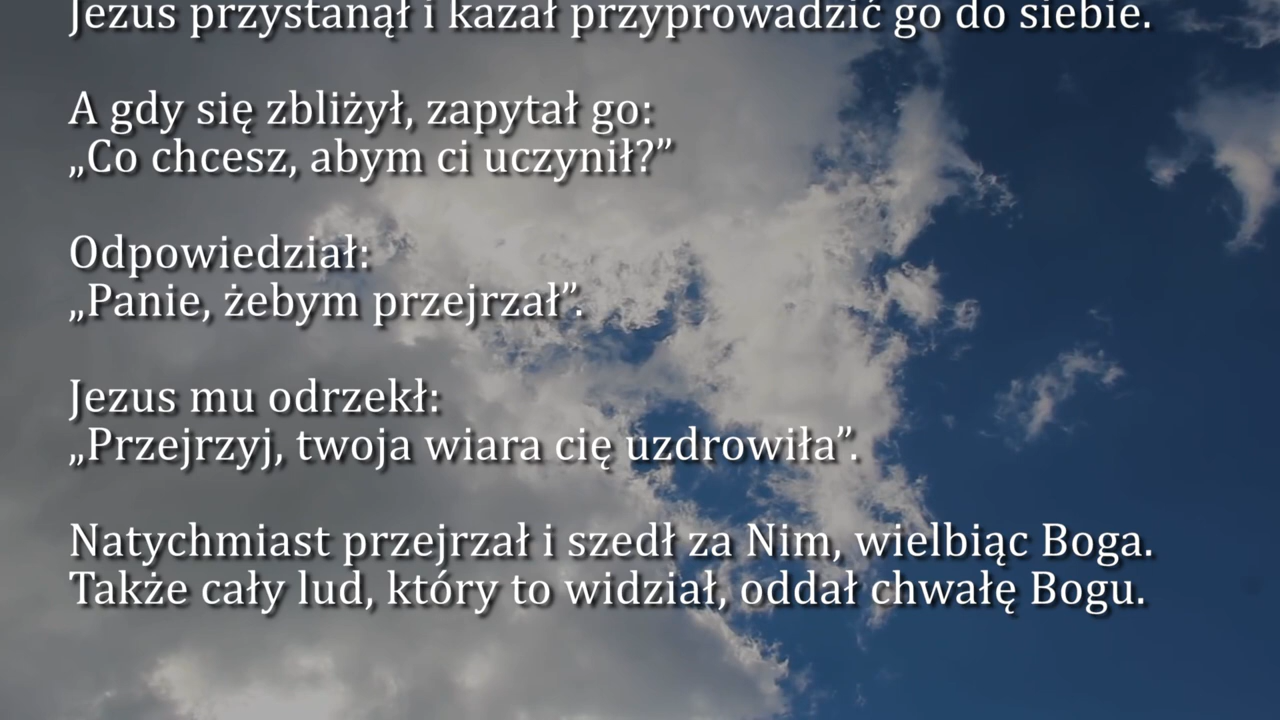 Jezus przystanął i kazał przyprowadzić go do siebie.
A gdy się zbliżył, zapytał go:
„Co chcesz, abym ci uczynił?”
Odpowiedział:
„Panie, żebym przejrzał”.
Jezus mu odrzekł:
„Przejrzyj, twoja wiara cię uzdrowiła”.
Natychmiast przejrzał i szedł za Nim, wielbiąc Boga.
Także cały lud, który to widział, oddał chwałę Bogu.